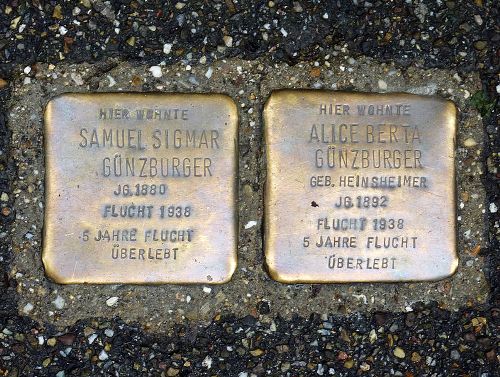 HIER WOHNTE
SAMUEL SIGMAR
GÜNZBURGER
JG. 1880
FLUCHT 1938
5 JAHRE FLUCHT
ÜBERLEBT
HIER WOHNTE
ALICE BERTA
GÜNZBURGER
GEB. HEINSHEIMER
JG. 1892
FLUCHT 1938
5 JAHRE FLUCHT
ÜBERLEBT